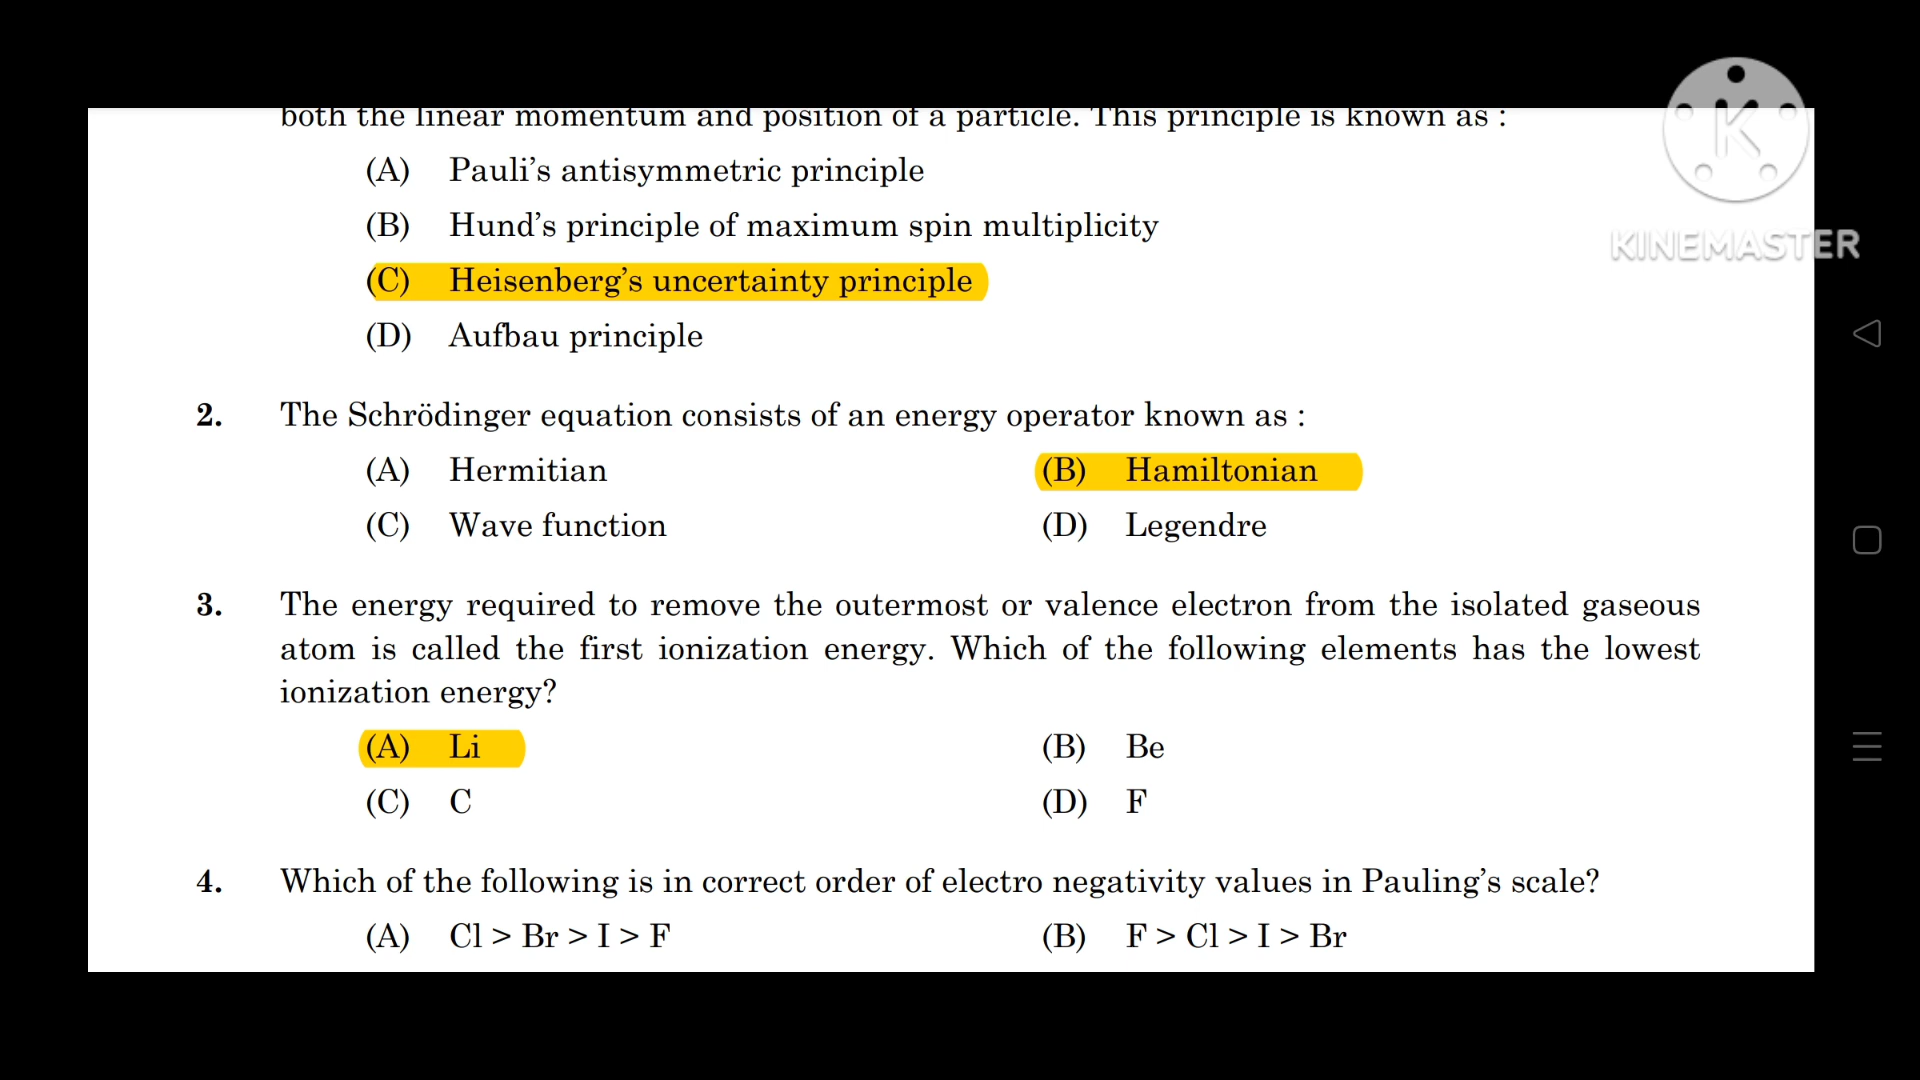 both the linear momentum and position of a particle. This principle is known as :
(A) Pauli’s antisymmetric principle
(B) Hund’s principle of maximum spin multiplicity
(C) Heisenberg’s uncertainty principle
(D) Aufbau principle
2. The Schrödinger equation consists of an energy operator known as :
(A) Hermitian (B) Hamiltonian
(C) Wave function (D) Legendre
3. The energy required to remove the outermost or valence electron from the isolated gaseous
atom is called the first ionization energy. Which of the following elements has the lowest
ionization energy?
(A) Li (B) Be
(C) C (D) F
4. Which of the following is in correct order of electro negativity values in Pauling’s scale?
(A) Cl > Br > I > F (B) F > Cl > I > Br
K
KINEMASTER